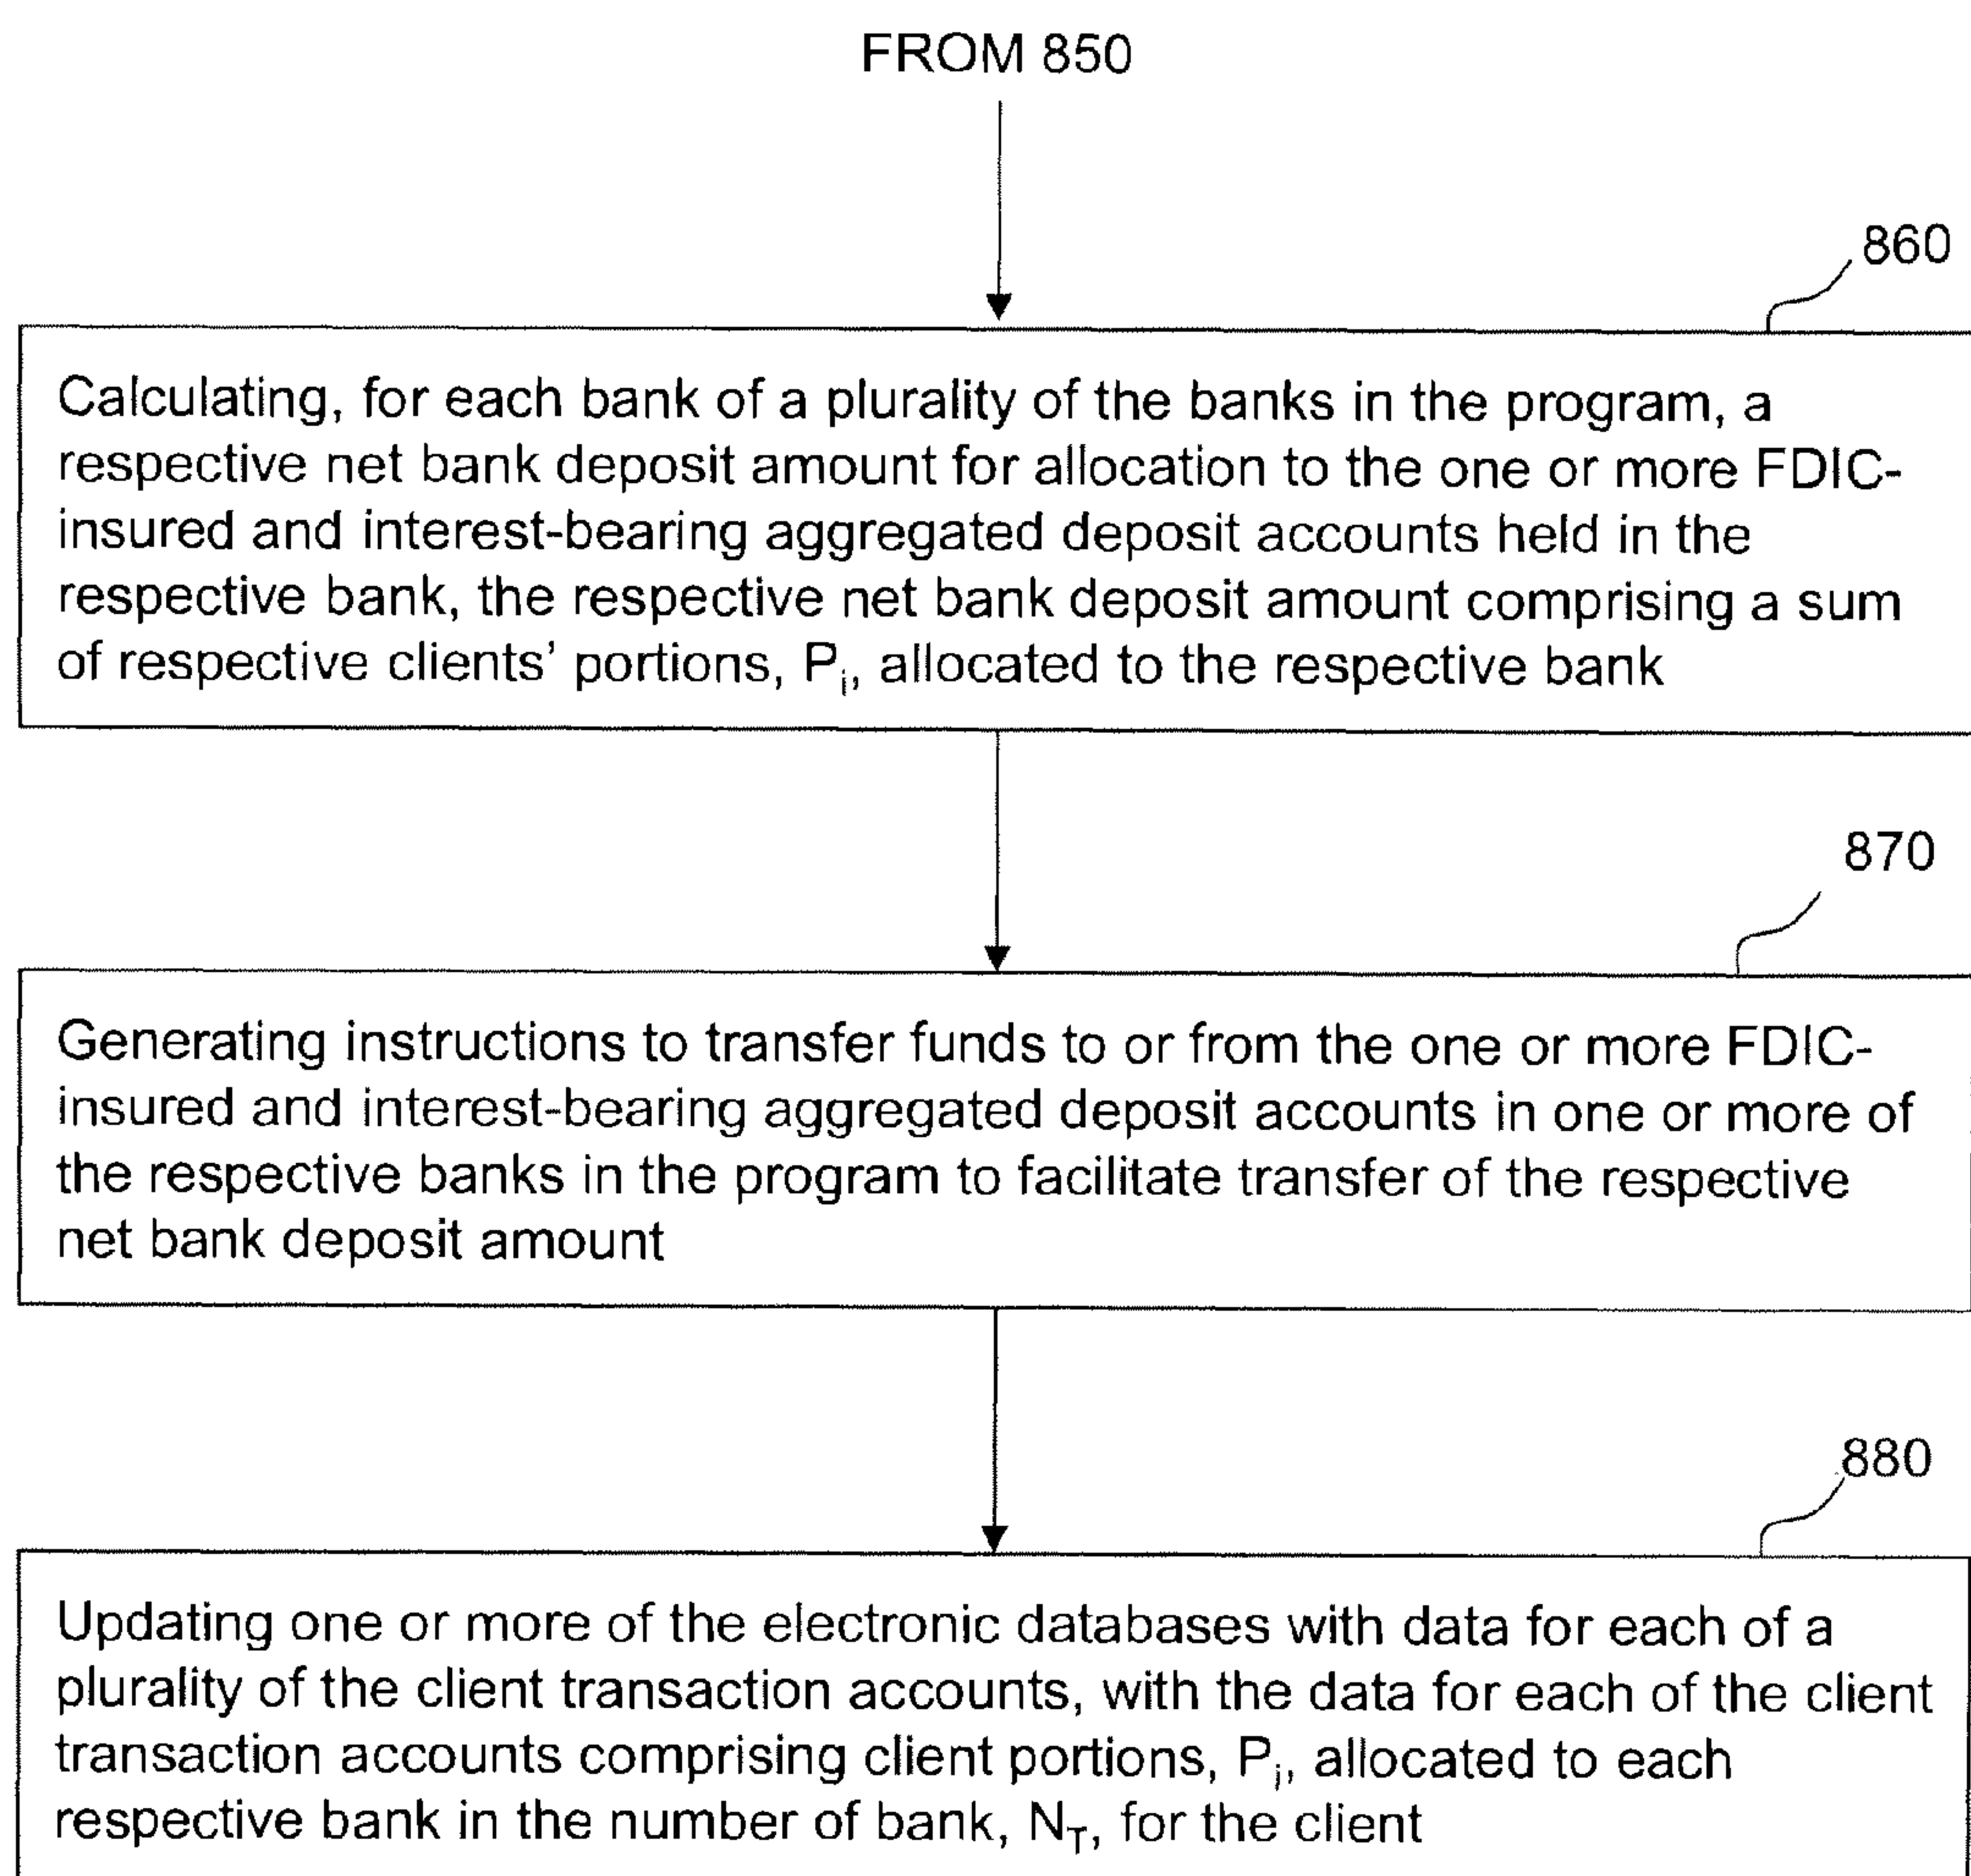 FROM 850
860
Calculating, for each bank of a plurality of the banks in the program, a
respective net bank deposit amount for allocation to the one or more FDIC-
insured and interest-bearing aggregated deposit accounts held in the
respective bank, the respective net bank deposit amount comprising a sum
of respective clients’ portions, Pᵢ, allocated to the respective bank
870
Generating instructions to transfer funds to or from the one or more FDIC-
insured and interest-bearing aggregated deposit accounts in one or more of
the respective banks in the program to facilitate transfer of the respective
net bank deposit amount
880
Updating one or more of the electronic databases with data for each of a
plurality of the client transaction accounts, with the data for each of the client
transaction accounts comprising client portions, Pᵢ, allocated to each
respective bank in the number of bank, N_T, for the client